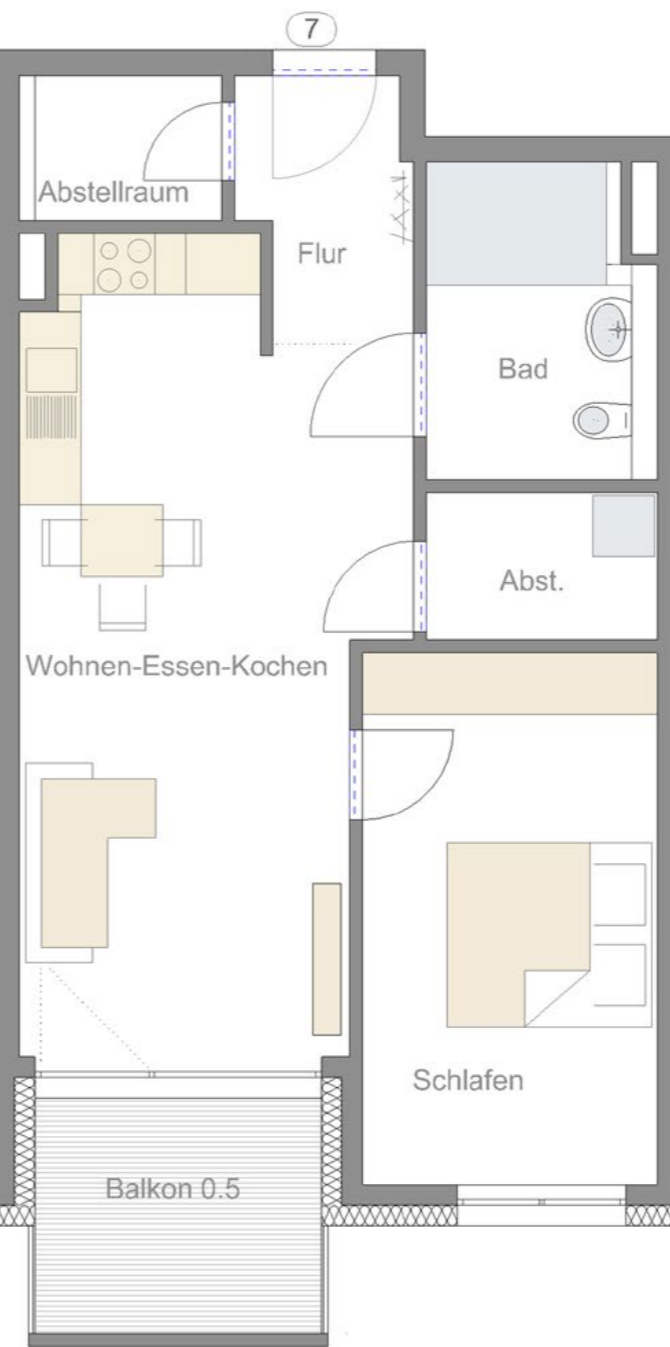 7
Abstellraum
Flur
Bad
Abst.
Wohnen-Essen-Kochen
Schlafen
Balkon 0.5